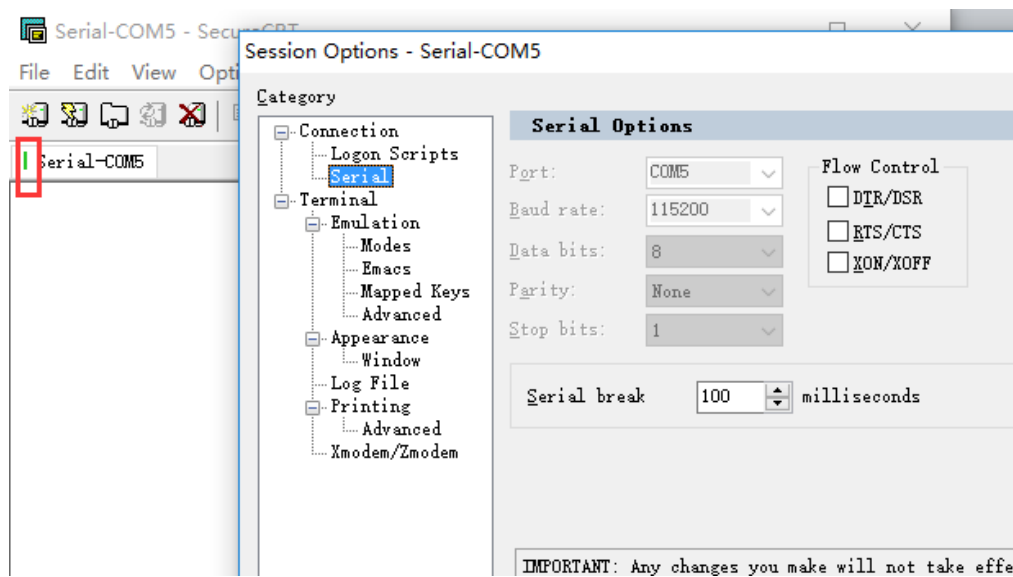 Serial-COM5 - SecureCRT
Session Options - Serial-COM5
File Edit View Opti
Category
Serial-COM5
Connection
Logon Scripts
Serial
Terminal
Emulation
Modes
Emacs
Mapped Keys
Advanced
Appearance
Window
Log File
Printing
Advanced
Xmodem/Zmodem
Serial Options
Port: COM5
Baud rate: 115200
Data bits: 8
Parity: None
Stop bits: 1
Flow Control
DTR/DSR
RTS/CTS
XON/XOFF
Serial break 100 milliseconds
IMPORTANT: Any changes you make will not take effe